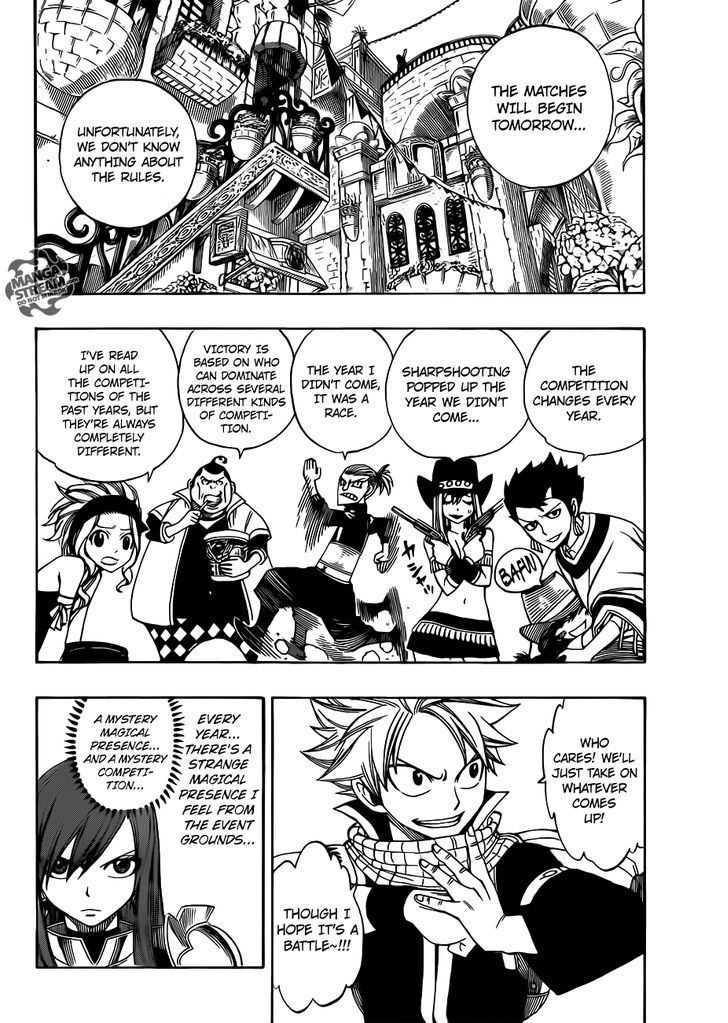 THE MATCHES
WILL BEGIN
TOMORROW...
UNFORTUNATELY,
WE DON'T KNOW
ANYTHING ABOUT
THE RULES.
MANGA
STREAM
THE
COMPETITION
CHANGES EVERY
YEAR.
SHARPSHOOTING
POPPED UP THE
YEAR WE DIDN'T
COME...
THE YEAR I
DIDN'T COME,
IT WAS A
RACE.
VICTORY IS
BASED ON WHO
CAN DOMINATE
ACROSS SEVERAL
DIFFERENT KINDS
OF COMPETI-
TION.
I'VE READ
UP ON ALL
THE COMPETI-
TIONS OF THE
PAST YEARS, BUT
THEY'RE ALWAYS
COMPLETELY
DIFFERENT.
BAPIN
WHO
CARES! WE'LL
JUST TAKE ON
WHATEVER
COMES
UP!
THOUGH I
HOPE IT'S A
BATTLE~!!!
EVERY
YEAR...
THERE'S A
STRANGE
MAGICAL
PRESENCE I
FEEL FROM
THE EVENT
GROUNDS...
A MYSTERY
MAGICAL
PRESENCE...
AND A MYSTERY
COMPETI-
TION...